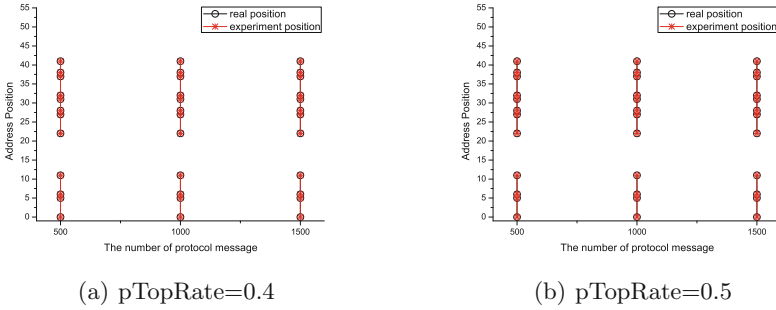 55
50
45
40
35
30
25
20
15
10
5
0
Address Position
500 1000 1500
The number of protocol message
real position
experiment position
(a) pTopRate=0.4
55
50
45
40
35
30
25
20
15
10
5
0
Address Position
500 1000 1500
The number of protocol message
real position
experiment position
(b) pTopRate=0.5